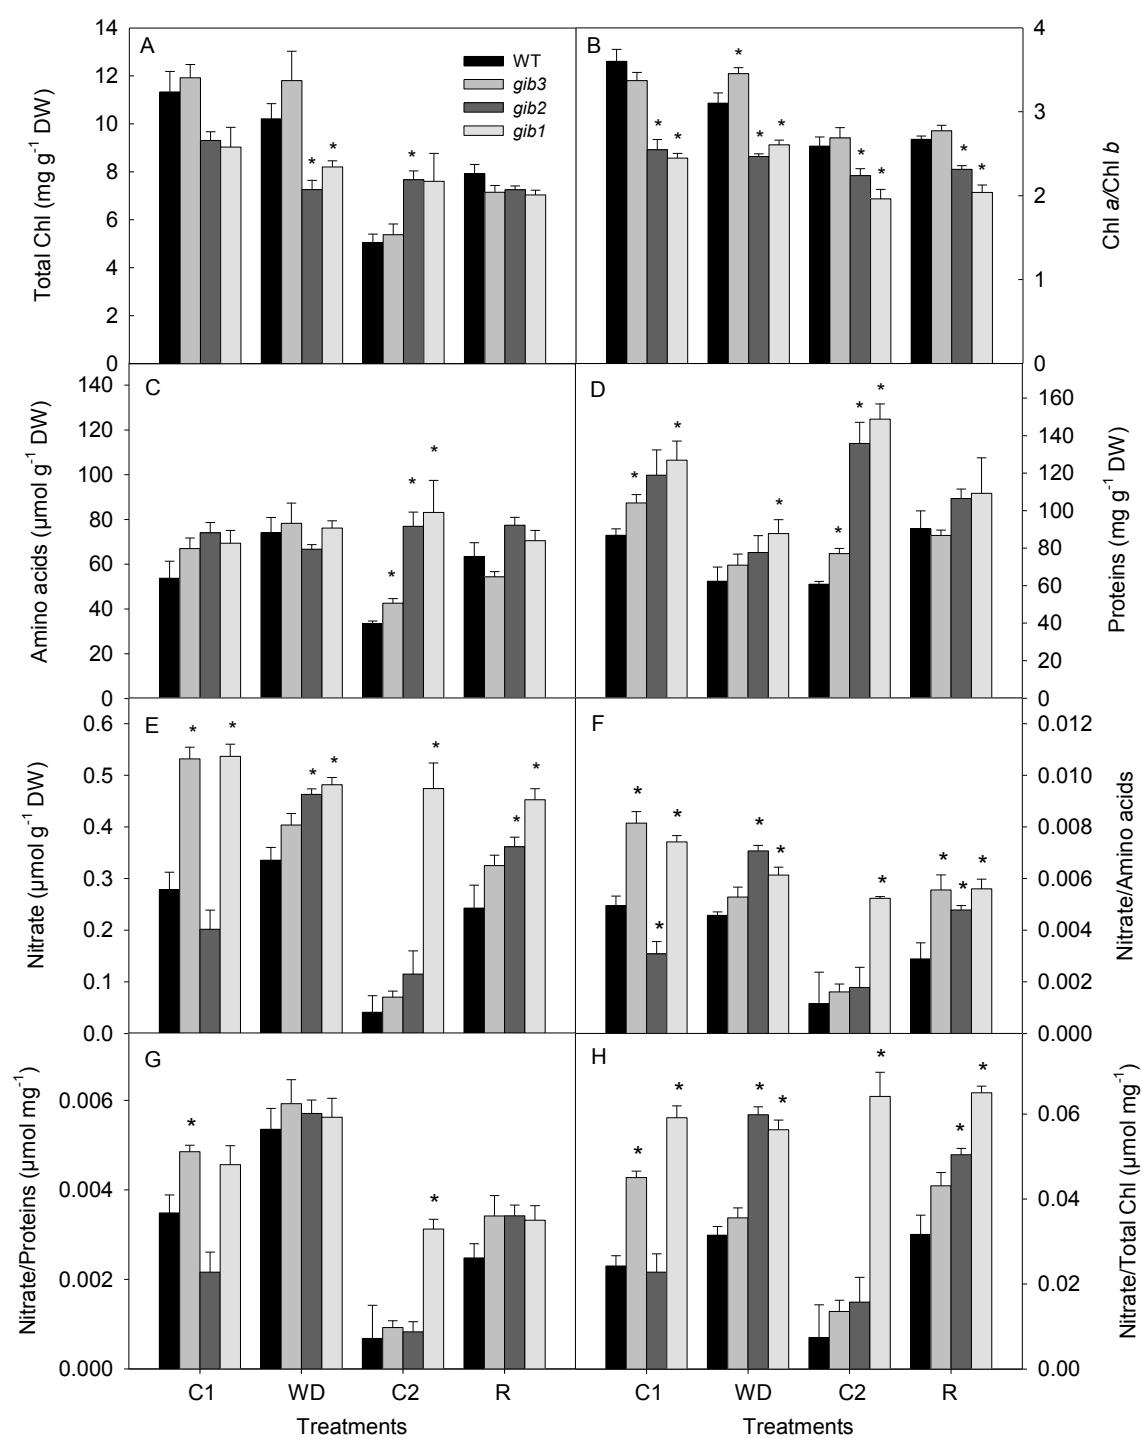 A
WT
gib3
gib2
gib1
Total Chl (mg g-1 DW)
14
12
10
8
6
4
2
0
B
Chl a/Chl b
4
3
2
1
0
* * * *
* * * * * * * * * *
C
Amino acids (µmol g-1 DW)
140
120
100
80
60
40
20
0
* * *
D
Proteins (mg g-1 DW)
160
140
120
100
80
60
40
20
0
* * * * * *
E
Nitrate (µmol g-1 DW)
0.6
0.5
0.4
0.3
0.2
0.1
0.0
* * * * * * *
F
Nitrate/Amino acids
0.012
0.010
0.008
0.006
0.004
0.002
0.000
* * * * * * * * *
G
Nitrate/Proteins (µmol mg-1)
0.006
0.004
0.002
0.000
* *
H
Nitrate/Total Chl (µmol mg-1)
0.06
0.04
0.02
0.00
* * * * * * *
C1 WD C2 R
Treatments
C1 WD C2 R
Treatments